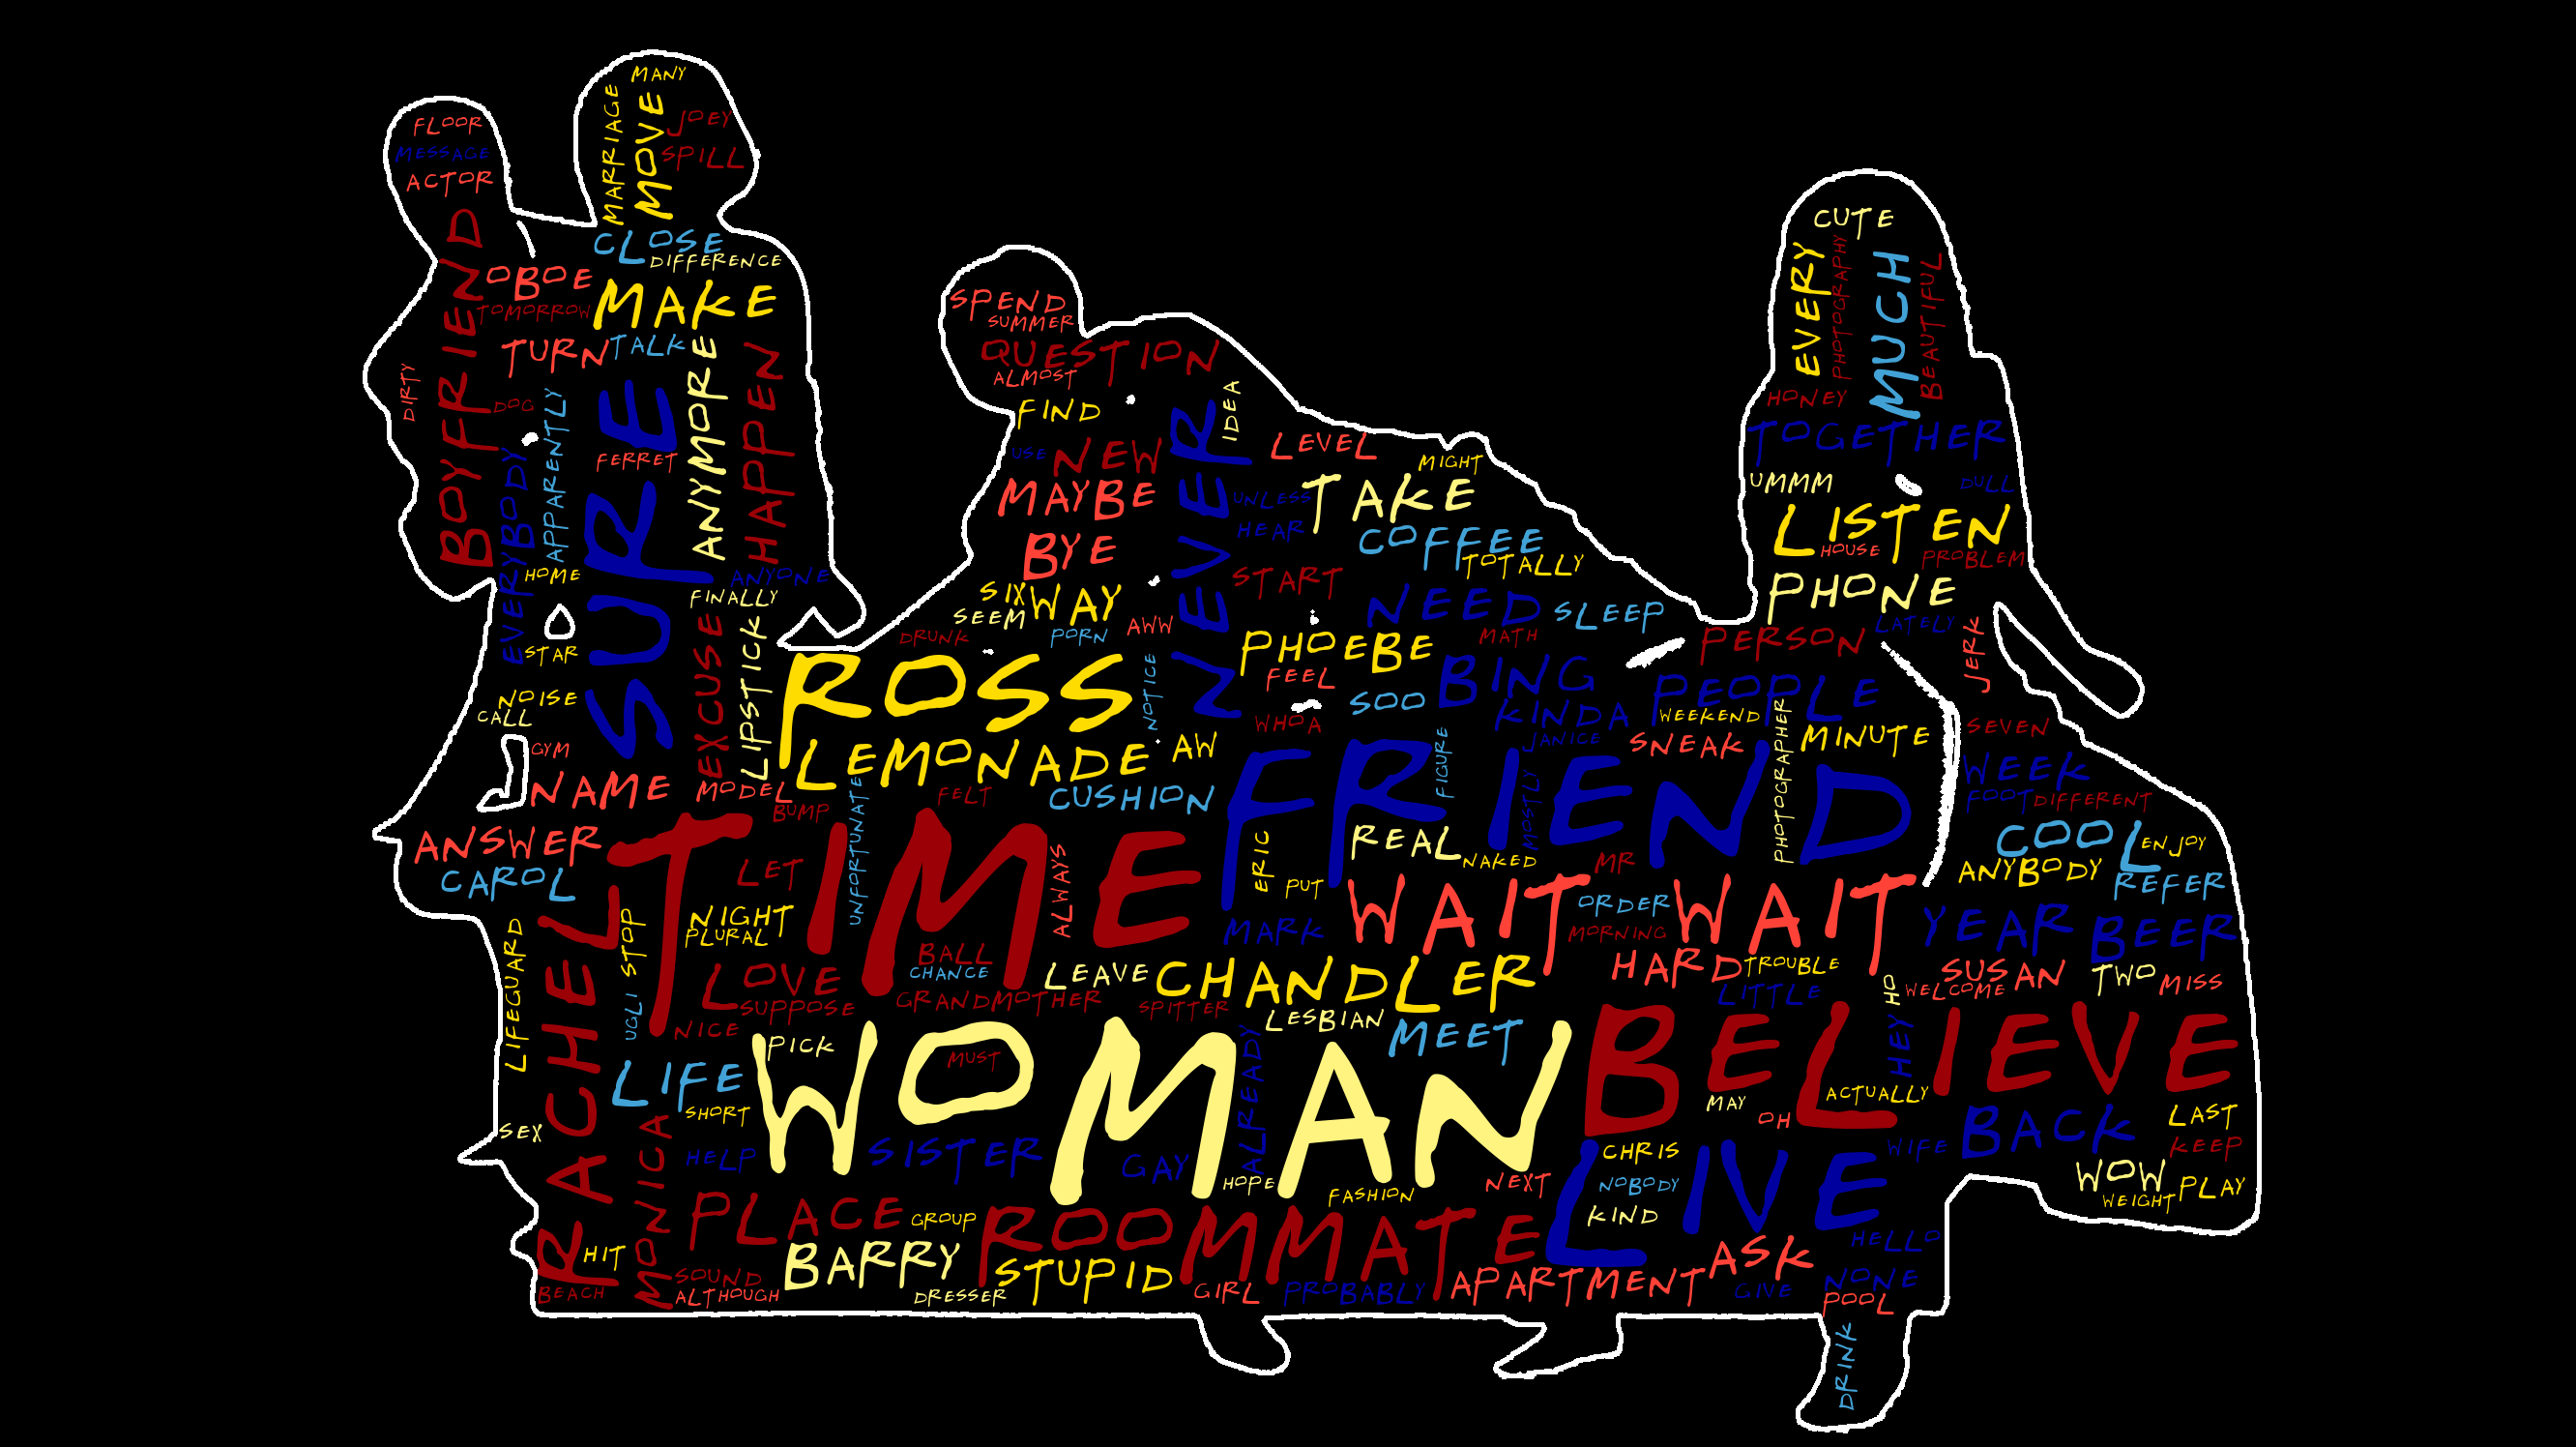 MANY
MARRIAGE
MOVE
JOEY
SPILL
FLOOR
MESSAGE
ACTOR
BOYFRIEND
CLOSE
DIFFERENCE
OBOE
TOMORROW
MAKE
TURN
TALK
DIRTY
DOG
APPARENTLY
SURE
FERRET
ANYMORE
HAPPEN
EVERYBODY
HOME
ANYONE
FINALLY
STAR
EXCUSE
LIPSTICK
NOISE
CALL
GYM
NAME
MODEL
SPEND
SUMMER
QUESTION
ALMOST
FIND
IDEA
USE
NEW
NEVER
LEVEL
MIGHT
MAYBE
UNLESS
TAKE
HEAR
BYE
COFFEE
TOTALLY
START
SIX
WAY
SEEM
NEED
SLEEP
DRUNK
PORN
AWW
PHOEBE
MATH
FEEL
BING
ROSS
NOTICE
SOO
KINDA
WHOA
JANICE
LEMONADE
AW
FIGURE
CUTE
EVERY
PHOTOGRAPHY
MUCH
BEAUTIFUL
HONEY
TOGETHER
UMMM
DULL
LISTEN
HOUSE
PROBLEM
PHONE
PERSON
LATELY
JERK
PEOPLE
WEEKEND
PHOTOGRAPHER
SNEAK
MINUTE
SEVEN
WEEK
FOOT
DIFFERENT
COOL
ENJOY
ANYBODY
REFER
BUMP
UNFORTUNATE
FELT
CUSHION
FRIEND
MOSTLY
ANSWER
CAROL
TIME
LET
ALWAYS
ERIC
REAL
NAKED
MR
PUT
NIGHT
PLURAL
MARK
WAIT
ORDER
MORNING
WAIT
YEAR
BEER
LIFEGUARD
RACHEL
STOP
UGLI
LOVE
SUPPOSE
BALL
CHANCE
GRANDMOTHER
LEAVE
CHANDLER
SPITTER
HARD
TROUBLE
LITTLE
OH
SUSAN
WELCOME
TWO
MISS
NICE
LESBIAN
MEET
PICK
WOMAN
MUST
ALREADY
BELIEVE
HEY
LIFE
SHORT
MAY
OH
ACTUALLY
SEX
MONICA
HELP
SISTER
GAY
HOPE
CHRIS
LIVE
WIFE
BACK
LAST
KEEP
NEXT
NOBODY
WOW
WEIGHT
PLAY
PLACE
GROUP
ROOMMATE
FASHION
KIND
HIT
BARRY
STUPID
ASK
HELLO
BEACH
SOUND
ALTHOUGH
DRESSER
GIRL
PROBABLY
APARTMENT
GIVE
NONE
POOL
DRINK